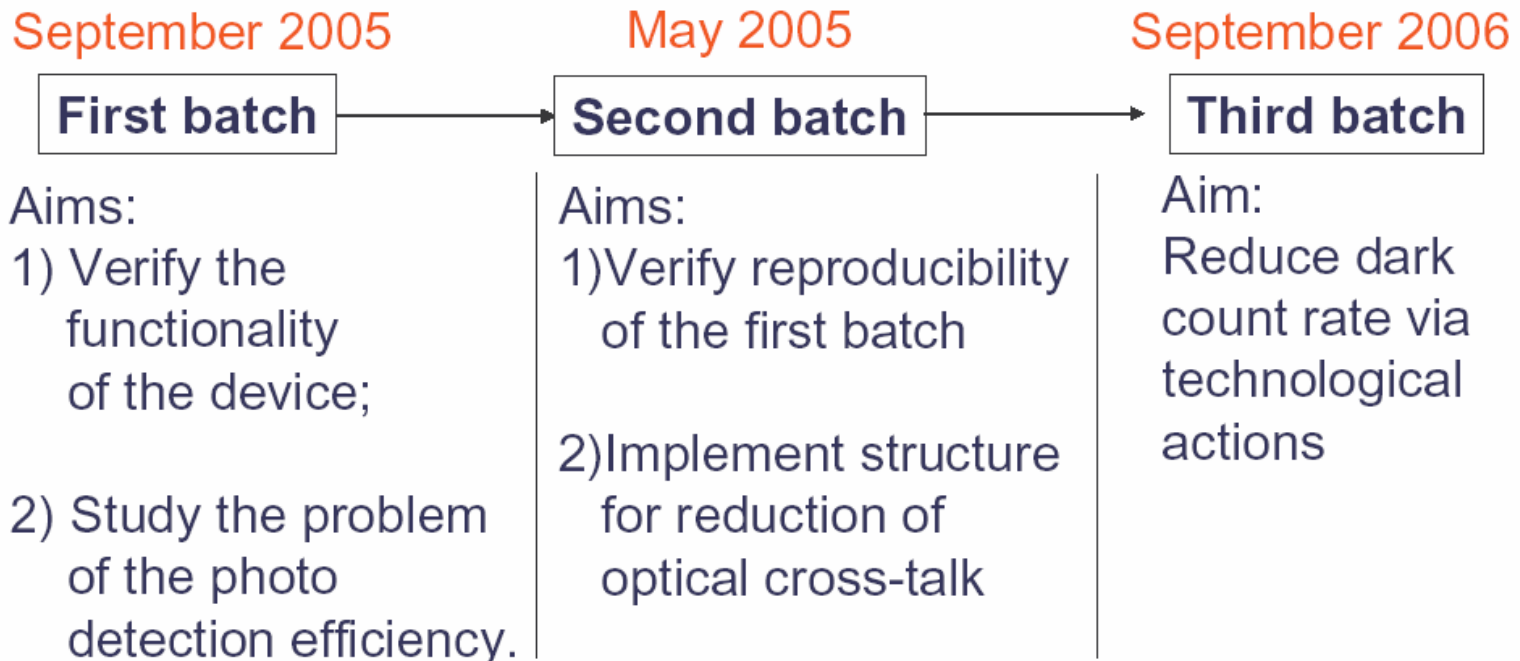 September 2005
May 2005
September 2006
First batch
Second batch
Third batch
Aims:
1) Verify the
functionality
of the device;
2) Study the problem
of the photo
detection efficiency.
Aims:
1)Verify reproducibility
of the first batch
2)Implement structure
for reduction of
optical cross-talk
Aim:
Reduce dark
count rate via
technological
actions